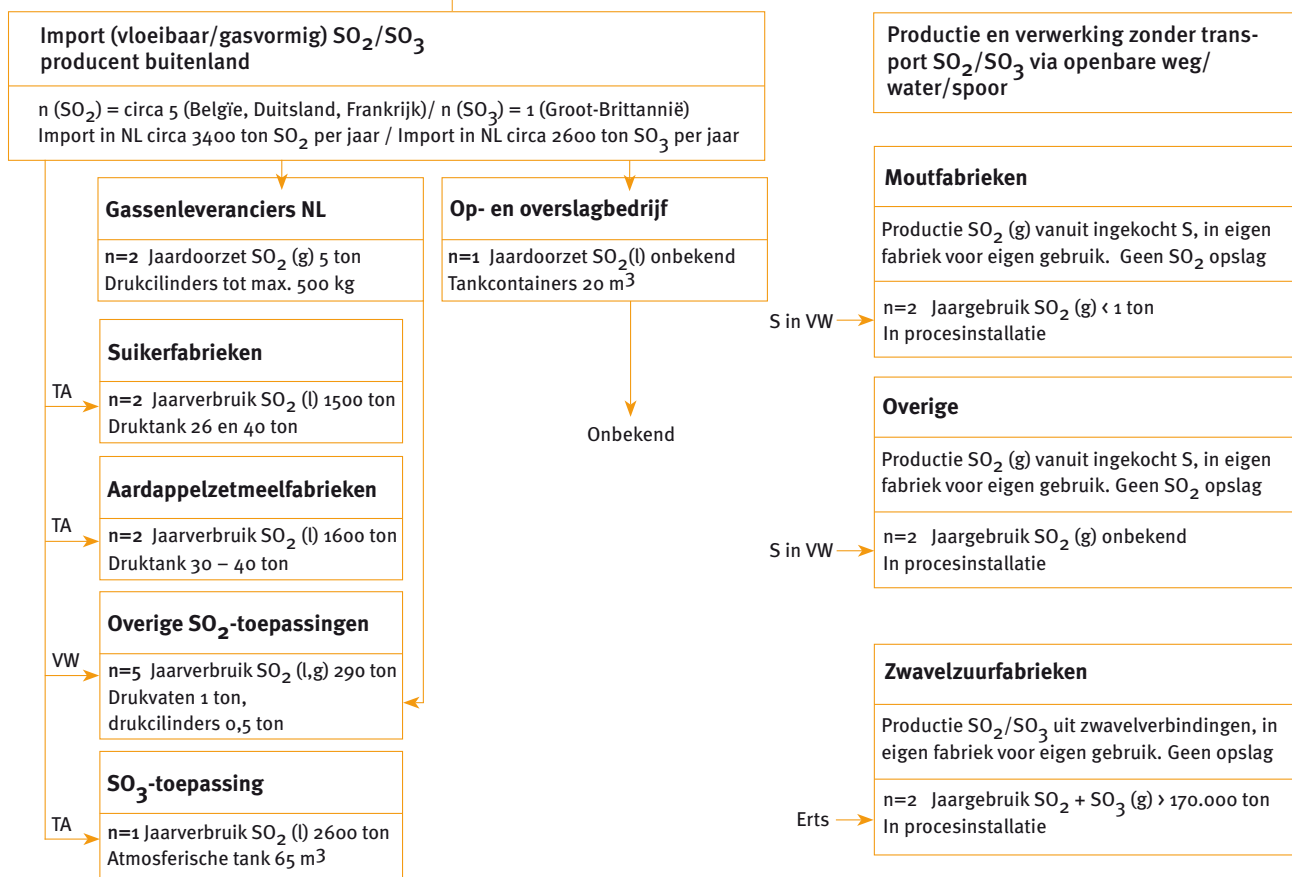 Import (vloeibaar/gasvormig) SO₂/SO₃
producent buitenland
n (SO₂) = circa 5 (Belgïe, Duitsland, Frankrijk)/ n (SO₃) = 1 (Groot-Brittannië)
Import in NL circa 3400 ton SO₂ per jaar / Import in NL circa 2600 ton SO₃ per jaar
Gassenleveranciers NL
n=2 Jaardoorzet SO₂ (g) 5 ton
Drukcilinders tot max. 500 kg
Op- en overslagbedrijf
n=1 Jaardoorzet SO₂(l) onbekend
Tankcontainers 20 m³
Onbekend
TA
Suikerfabrieken
n=2 Jaarverbruik SO₂ (l) 1500 ton
Druktank 26 en 40 ton
TA
Aardappelzetmeelfabrieken
n=2 Jaarverbruik SO₂ (l) 1600 ton
Druktank 30 – 40 ton
VW
Overige SO₂-toepassingen
n=5 Jaarverbruik SO₂ (l,g) 290 ton
Drukvaten 1 ton,
drukcilinders 0,5 ton
TA
SO₃-toepassing
n=1 Jaarverbruik SO₂ (l) 2600 ton
Atmosferische tank 65 m³
Productie en verwerking zonder trans-
port SO₂/SO₃ via openbare weg/
water/spoor
Moutfabrieken
Productie SO₂ (g) vanuit ingekocht S, in eigen
fabriek voor eigen gebruik. Geen SO₂ opslag
S in VW
n=2 Jaargebruik SO₂ (g) < 1 ton
In procesinstallatie
Overige
Productie SO₂ (g) vanuit ingekocht S, in eigen
fabriek voor eigen gebruik. Geen SO₂ opslag
S in VW
n=2 Jaargebruik SO₂ (g) onbekend
In procesinstallatie
Zwavelzuurfabrieken
Productie SO₂/SO₃ uit zwavelverbindingen, in
eigen fabriek voor eigen gebruik. Geen opslag
Erts
n=2 Jaargebruik SO₂ + SO₃ (g) > 170.000 ton
In procesinstallatie